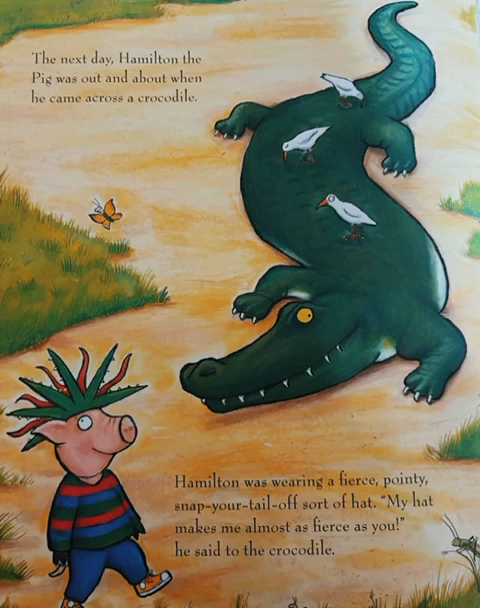 The next day, Hamilton the
Pig was out and about when
he came across a crocodile.
Hamilton was wearing a fierce, pointy,
snap-your-tail-off sort of hat. “My hat
makes me almost as fierce as you!”
he said to the crocodile.